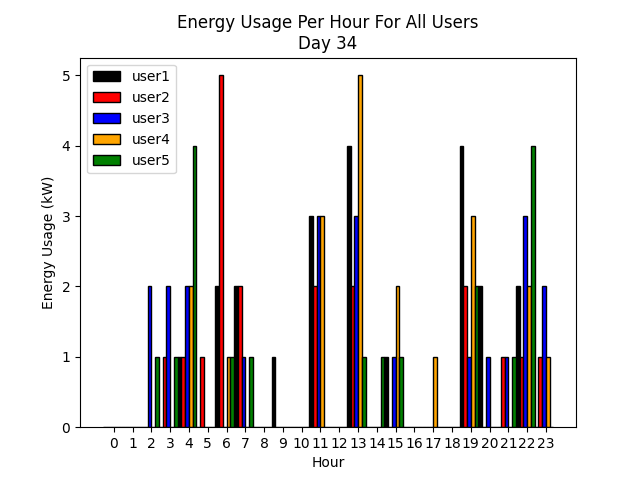 Energy Usage Per Hour For All Users
Day 34
user1
user2
user3
user4
user5
Energy Usage (kW)
5
4
3
2
1
0
0 1 2 3 4 5 6 7 8 9 10 11 12 13 14 15 16 17 18 19 20 21 22 23
Hour